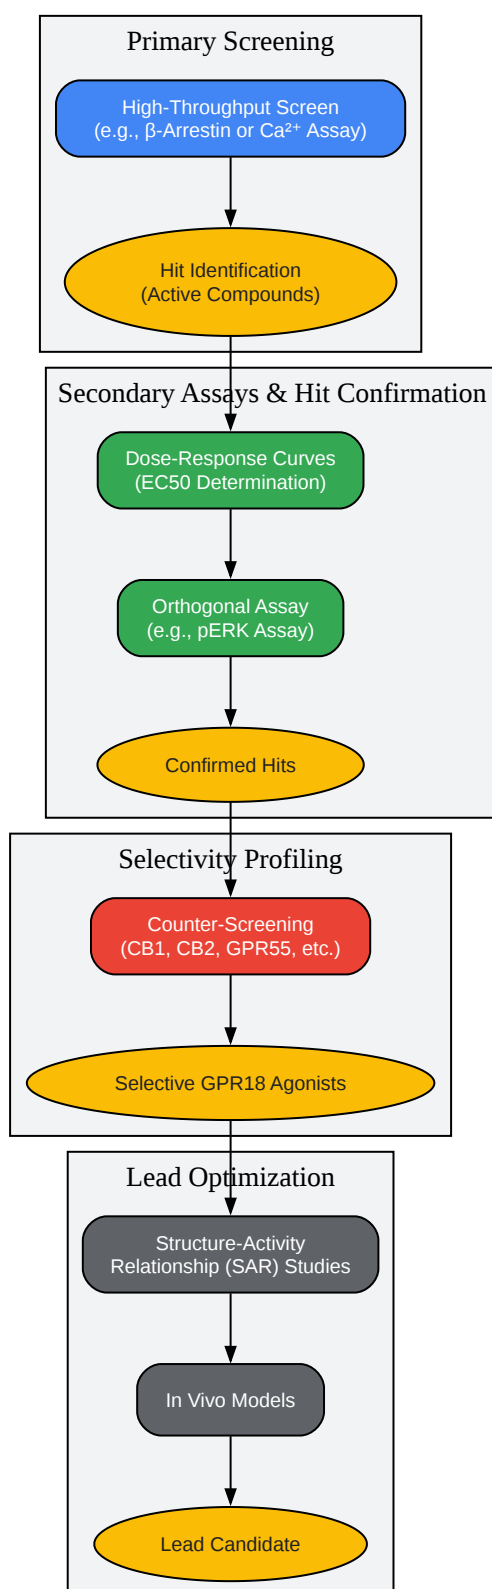 Primary Screening
High-Throughput Screen
(e.g., β-Arrestin or Ca²⁺ Assay)
Hit Identification
(Active Compounds)
Secondary Assays & Hit Confirmation
Dose-Response Curves
(EC50 Determination)
Orthogonal Assay
(e.g., pERK Assay)
Confirmed Hits
Selectivity Profiling
Counter-Screening
(CB1, CB2, GPR55, etc.)
Selective GPR18 Agonists
Lead Optimization
Structure-Activity
Relationship (SAR) Studies
In Vivo Models
Lead Candidate